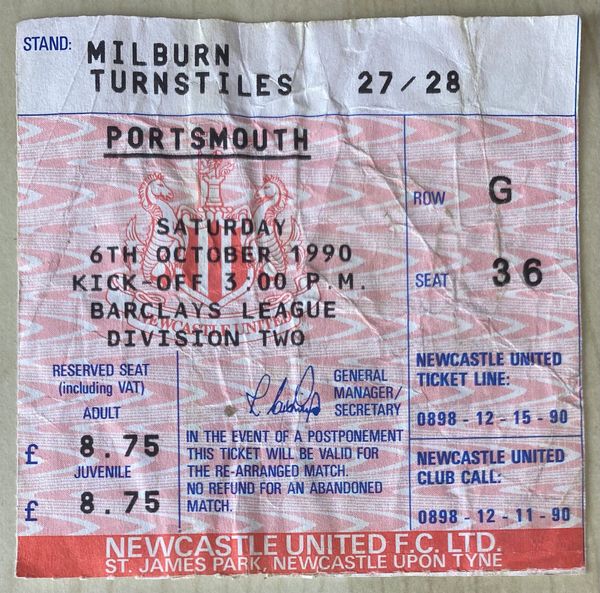 STAND: MILBURN
TURNSTILES 27/28
PORTSMOUTH
SATURDAY
6TH OCTOBER 1990
KICK-OFF 3:00 P.M.
BARCLAYS LEAGUE
DIVISION TWO
NEWCASTLE UNITED
ROW G
SEAT 36
RESERVED SEAT
(including VAT)
ADULT
£ 8.75
JUVENILE
£ 8.75
GENERAL
MANAGER/
SECRETARY
IN THE EVENT OF A POSTPONEMENT
THIS TICKET WILL BE VALID FOR
THE RE-ARRANGED MATCH.
NO REFUND FOR AN ABANDONED
MATCH.
NEWCASTLE UNITED
TICKET LINE:
0898 - 12 - 15 - 90
NEWCASTLE UNITED
CLUB CALL:
0898 - 12 - 11 - 90
NEWCASTLE UNITED F.C. LTD.
ST. JAMES PARK, NEWCASTLE UPON TYNE